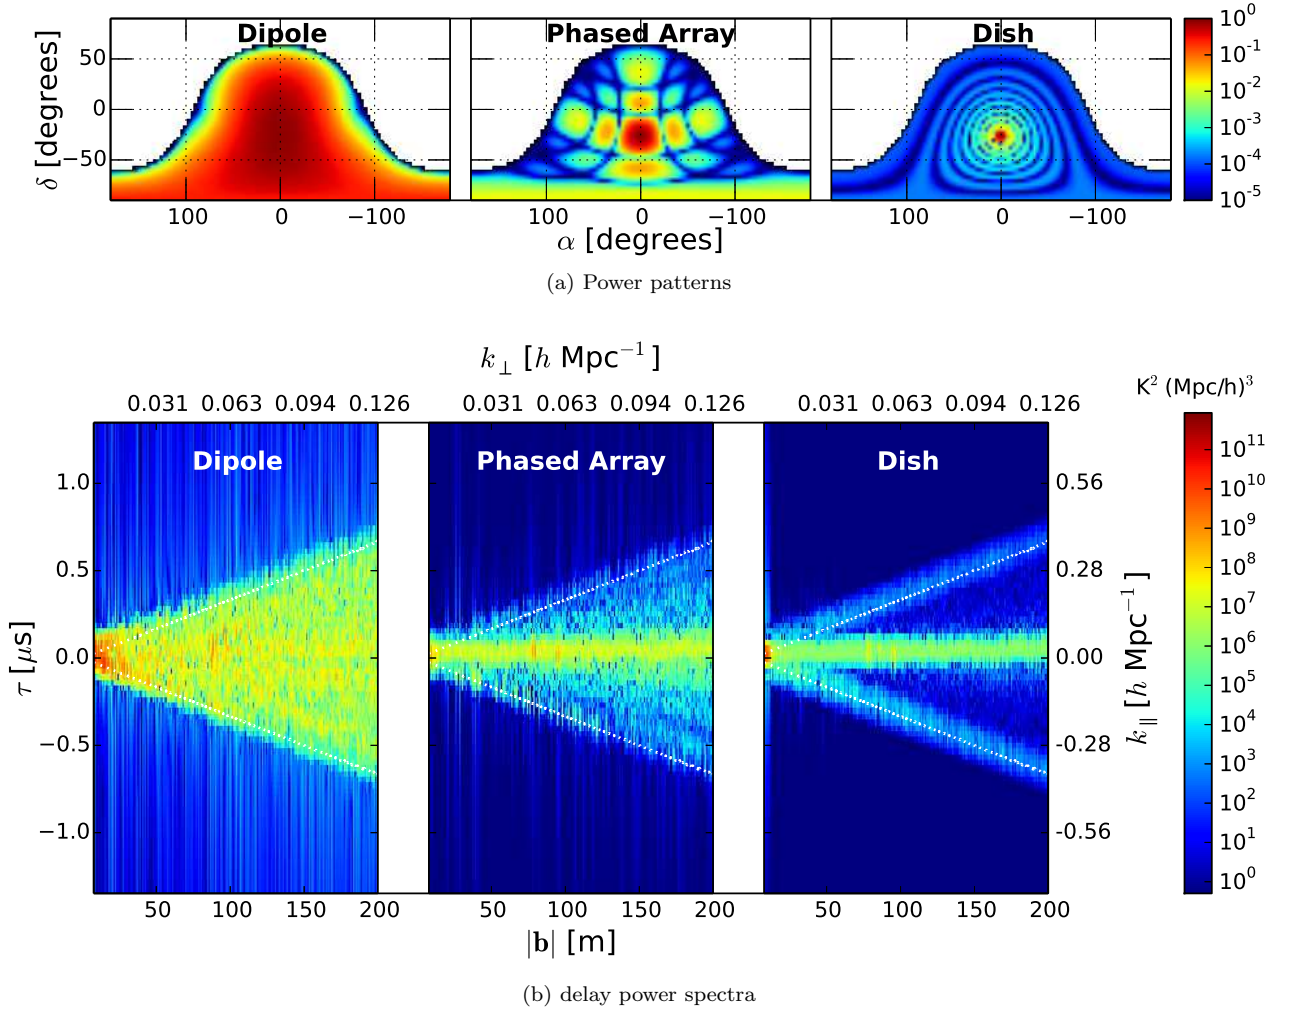 Dipole Phased Array Dish
δ [degrees]
50
0
−50
100 0 −100 100 0 −100 100 0 −100
α [degrees]
10^0
10^-1
10^-2
10^-3
10^-4
10^-5
(a) Power patterns
k⊥ [h Mpc^−1]
0.031 0.063 0.094 0.126 0.031 0.063 0.094 0.126 0.031 0.063 0.094 0.126
K^2 (Mpc/h)^3
Dipole Phased Array Dish
τ [μs]
1.0
0.5
0.0
−0.5
−1.0
0.56
0.28
0.00
-0.28
-0.56
k∥ [h Mpc^−1]
10^11
10^10
10^9
10^8
10^7
10^6
10^5
10^4
10^3
10^2
10^1
10^0
50 100 150 200 50 100 150 200 50 100 150 200
|b| [m]
(b) delay power spectra